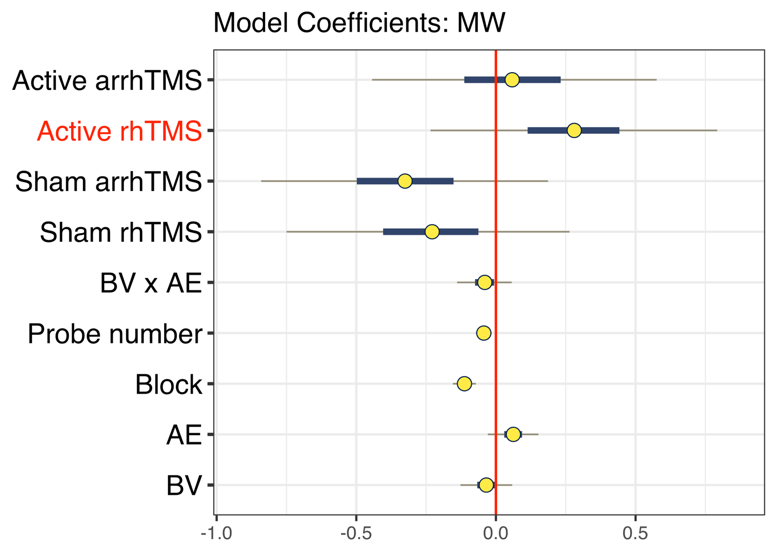 Model Coefficients: MW
Active arrhTMS
Active rhTMS
Sham arrhTMS
Sham rhTMS
BV x AE
Probe number
Block
AE
BV
-1.0 -0.5 0.0 0.5